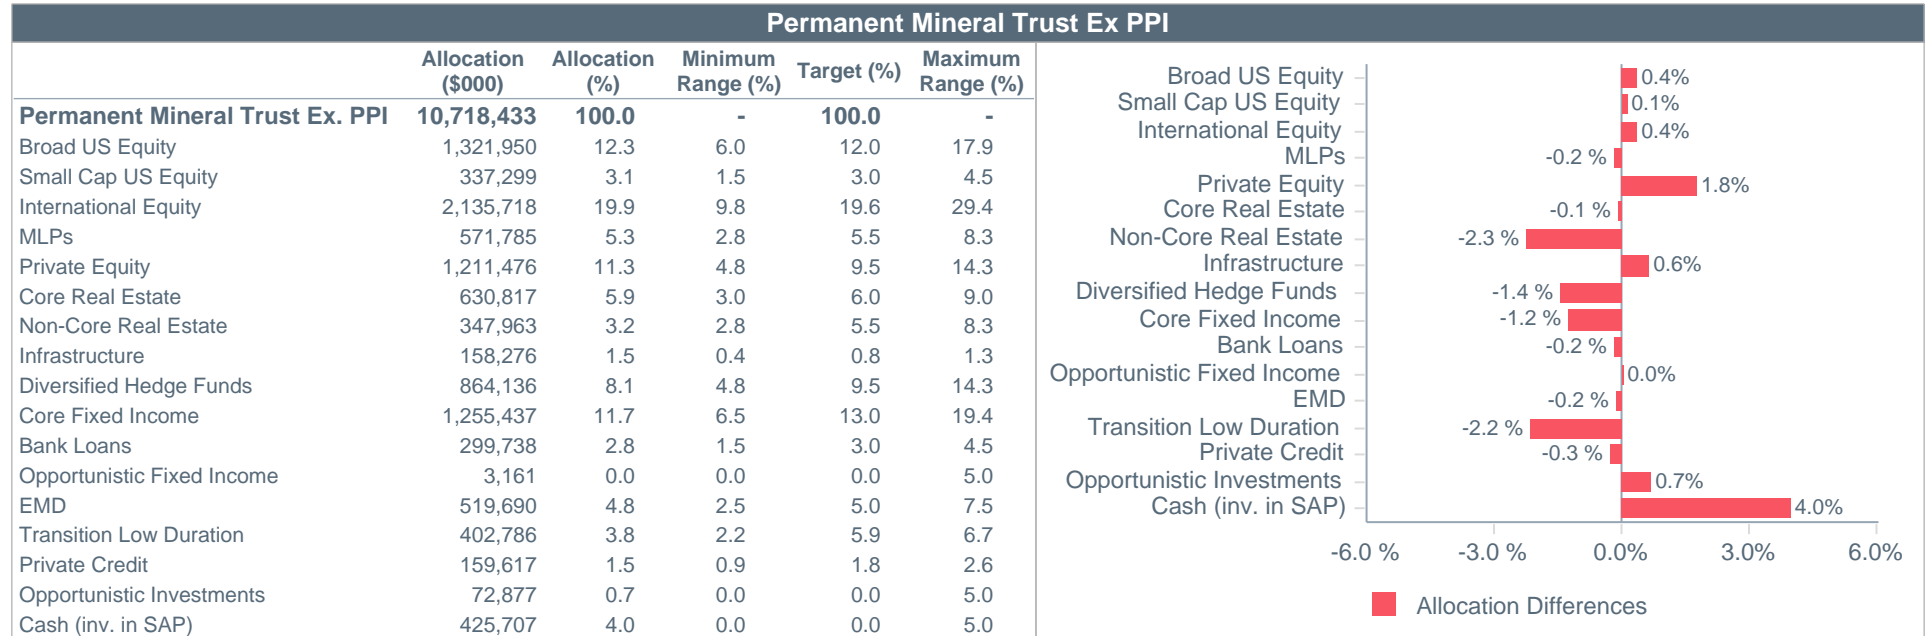 Permanent Mineral Trust Ex PPI
Allocation ($000) Allocation (%) Minimum Range (%) Target (%) Maximum Range (%)
Permanent Mineral Trust Ex. PPI 10,718,433 100.0 - 100.0 -
Broad US Equity 1,321,950 12.3 6.0 12.0 17.9
Small Cap US Equity 337,299 3.1 1.5 3.0 4.5
International Equity 2,135,718 19.9 9.8 19.6 29.4
MLPs 571,785 5.3 2.8 5.5 8.3
Private Equity 1,211,476 11.3 4.8 9.5 14.3
Core Real Estate 630,817 5.9 3.0 6.0 9.0
Non-Core Real Estate 347,963 3.2 2.8 5.5 8.3
Infrastructure 158,276 1.5 0.4 0.8 1.3
Diversified Hedge Funds 864,136 8.1 4.8 9.5 14.3
Core Fixed Income 1,255,437 11.7 6.5 13.0 19.4
Bank Loans 299,738 2.8 1.5 3.0 4.5
Opportunistic Fixed Income 3,161 0.0 0.0 0.0 5.0
EMD 519,690 4.8 2.5 5.0 7.5
Transition Low Duration 402,786 3.8 2.2 5.9 6.7
Private Credit 159,617 1.5 0.9 1.8 2.6
Opportunistic Investments 72,877 0.7 0.0 0.0 5.0
Cash (inv. in SAP) 425,707 4.0 0.0 0.0 5.0
Broad US Equity 0.4%
Small Cap US Equity 0.1%
International Equity 0.4%
MLPs -0.2 %
Private Equity 1.8%
Core Real Estate -0.1 %
Non-Core Real Estate -2.3 %
Infrastructure 0.6%
Diversified Hedge Funds -1.4 %
Core Fixed Income -1.2 %
Bank Loans -0.2 %
Opportunistic Fixed Income 0.0%
EMD -0.2 %
Transition Low Duration -2.2 %
Private Credit -0.3 %
Opportunistic Investments 0.7%
Cash (inv. in SAP) 4.0%
-6.0 % -3.0 % 0.0% 3.0% 6.0%
Allocation Differences